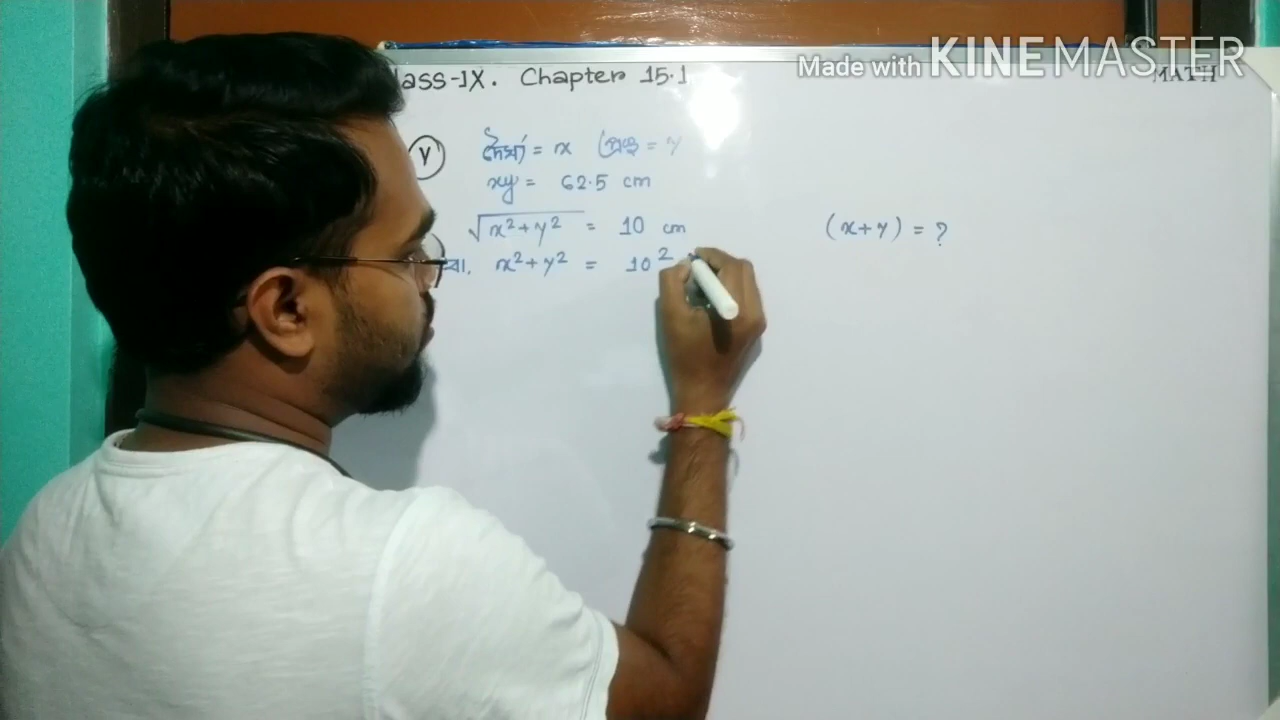 Made with KINEMASTER
lass-IX. Chapter 15.1 MATH
V দৈর্ঘ্য = x প্রস্থ = y
xy = 62.5 cm
√x²+y² = 10 cm (x+y) = ?
বা. x²+y² = 10²